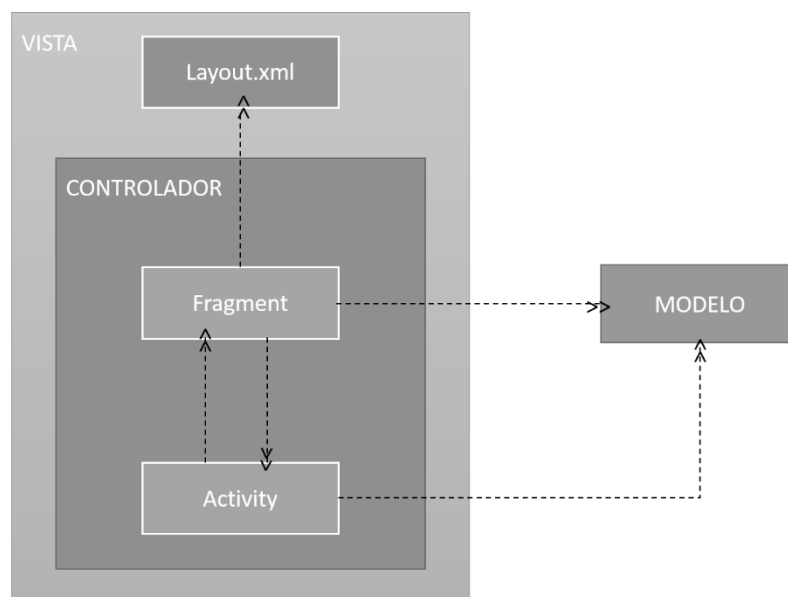 VISTA
Layout.xml
CONTROLADOR
Fragment
MODELO
Activity